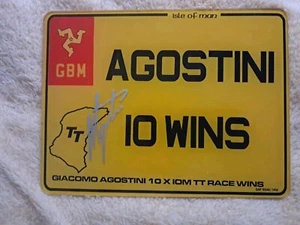 Isle of man
GBM
AGOSTINI
TT
10 WINS
GIACOMO AGOSTINI 10 X IOM TT RACE WINS